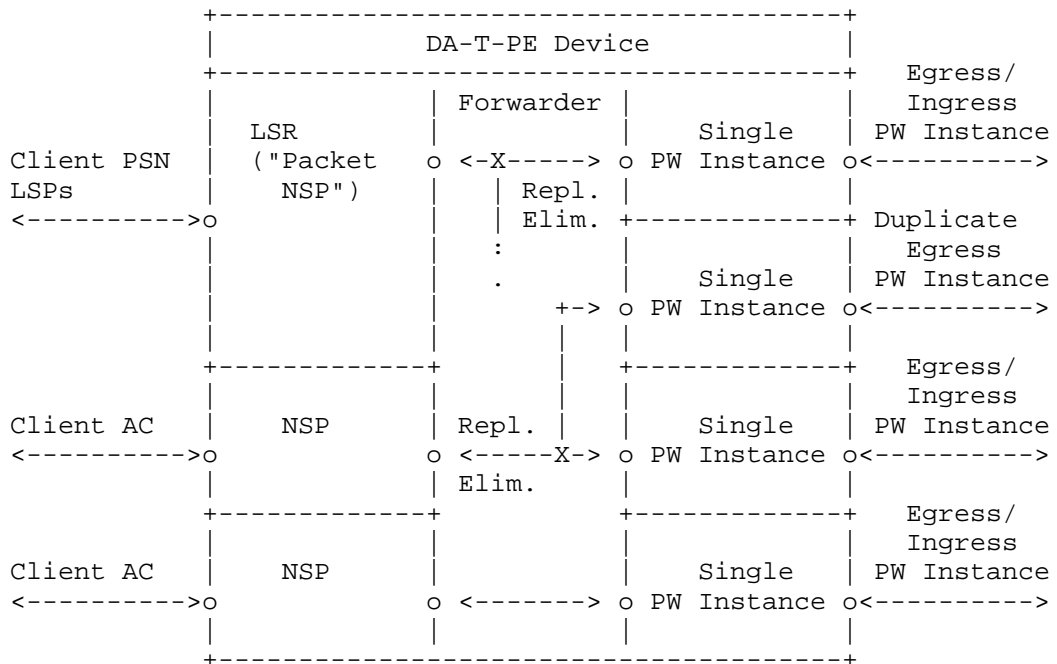 DA-T-PE Device
Egress/
Forwarder Ingress
LSR Single PW Instance
Client PSN ("Packet <-X-----> o PW Instance o<---------->
LSPs NSP") Repl.
<---------->o Elim. Duplicate
: Egress
. Single PW Instance
+-> o PW Instance o<---------->
Egress/
Ingress
Client AC NSP Repl. Single PW Instance
<---------->o o <-----X-> o PW Instance o<---------->
Elim.
Egress/
Ingress
Client AC NSP Single PW Instance
<---------->o o <-------> o PW Instance o<---------->